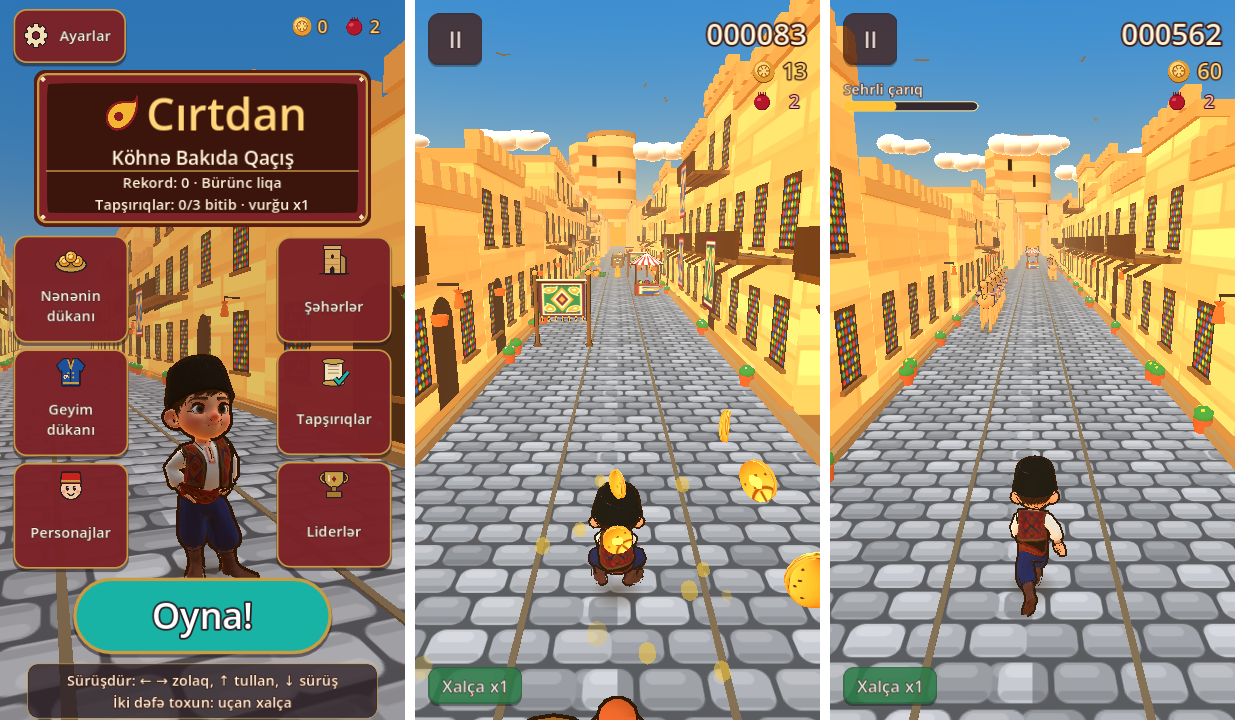 Ayarlar
0
2
Cırtdan
Köhnə Bakıda Qaçış
Rekord: 0 · Bürünc liqa
Tapşırıqlar: 0/3 bitib · vurğu x1
Nənənin
dükanı
Şəhərlər
Geyim
dükanı
Tapşırıqlar
Personajlar
Liderlər
Oyna!
Sürüşdür: ← → zolaq, ↑ tullan, ↓ sürüş
İki dəfə toxun: uçan xalça
000083
13
2
Xalça x1
000562
60
Sehrli çarıq
2
Xalça x1